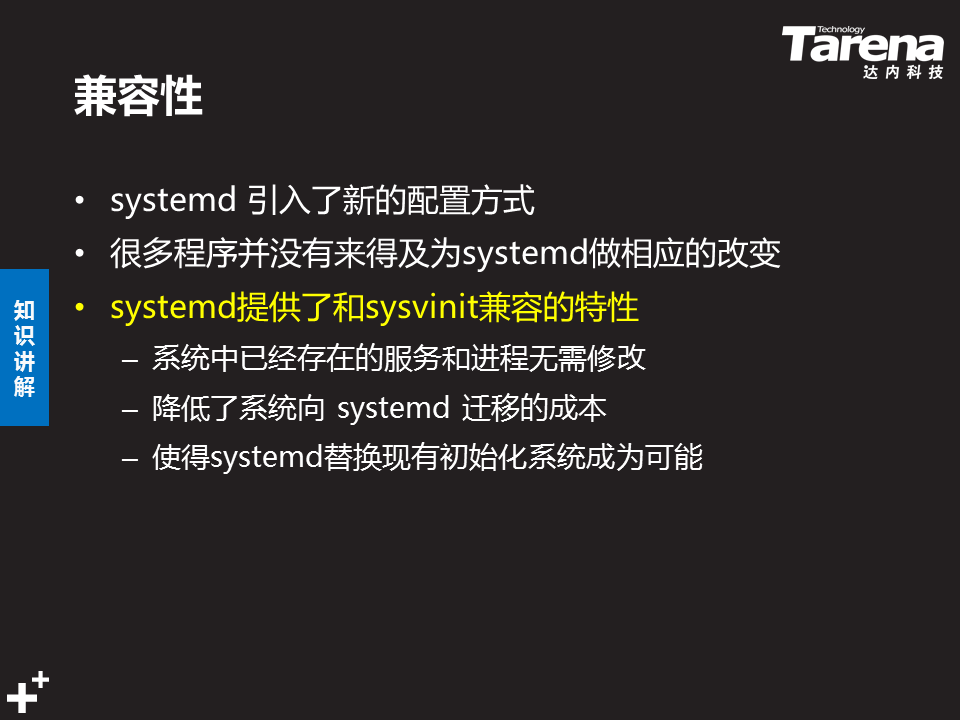 Technology
Tarena
达内科技
兼容性
• systemd 引入了新的配置方式
• 很多程序并没有来得及为systemd做相应的改变
• systemd提供了和sysvinit兼容的特性
– 系统中已经存在的服务和进程无需修改
– 降低了系统向 systemd 迁移的成本
– 使得systemd替换现有初始化系统成为可能
知识讲解